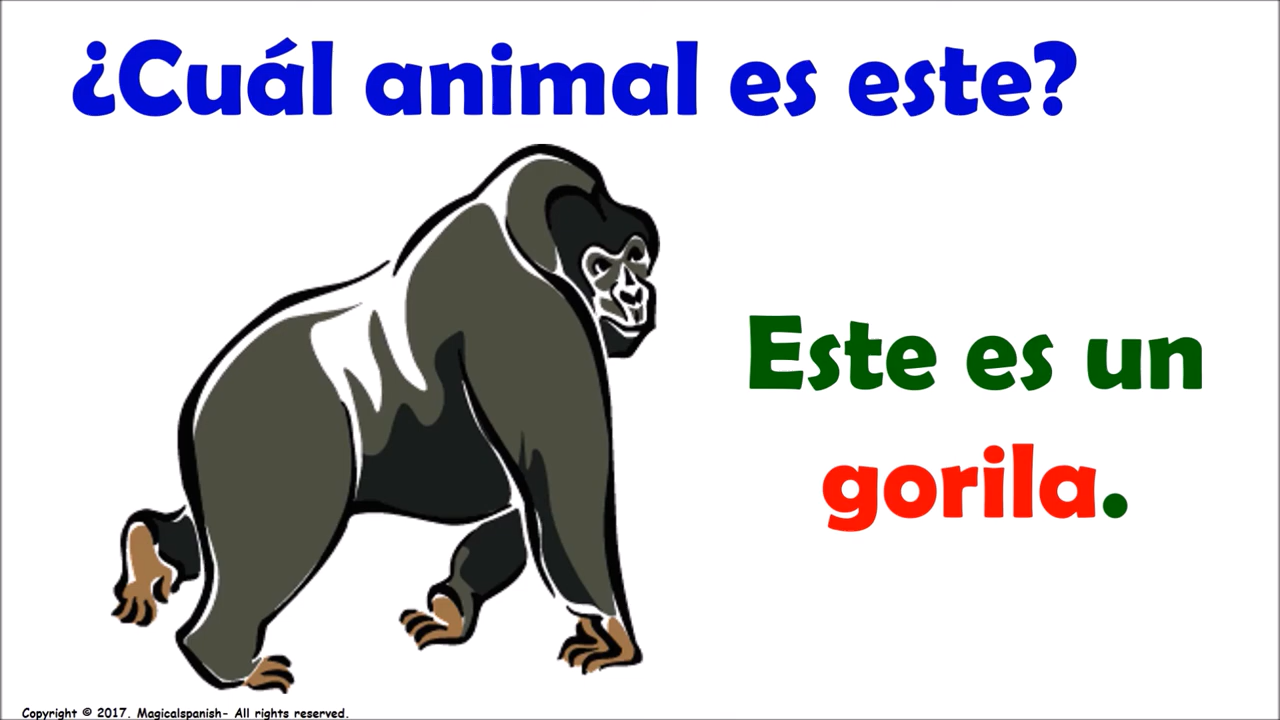 ¿Cuál animal es este?
Este es un
gorila.
Copyright © 2017. Magicalspanish- All rights reserved.